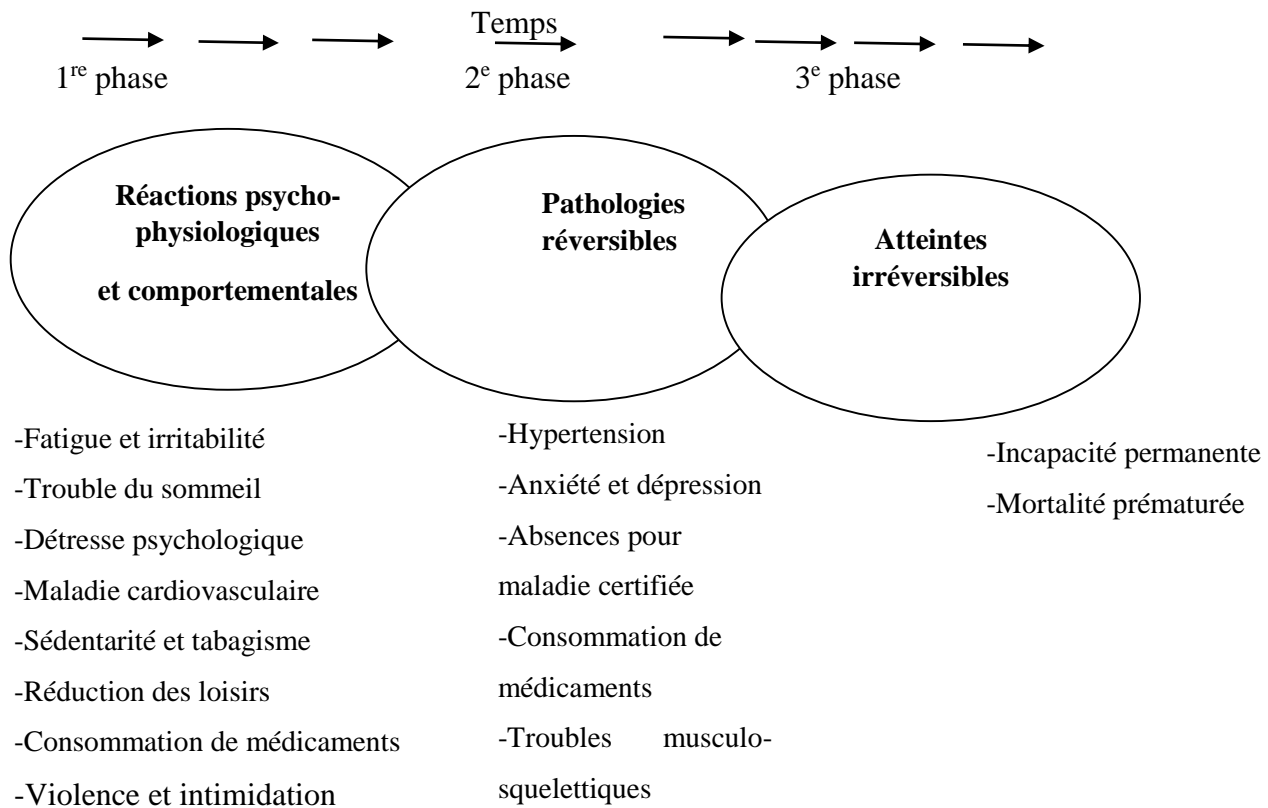 Temps
1re phase
2e phase
3e phase
Réactions psycho-
physiologiques
et comportementales
Pathologies
réversibles
Atteintes
irréversibles
-Fatigue et irritabilité
-Trouble du sommeil
-Détresse psychologique
-Maladie cardiovasculaire
-Sédentarité et tabagisme
-Réduction des loisirs
-Consommation de médicaments
-Violence et intimidation
-Hypertension
-Anxiété et dépression
-Absences pour
maladie certifiée
-Consommation de
médicaments
-Troubles musculo-
squelettiques
-Incapacité permanente
-Mortalité prématurée